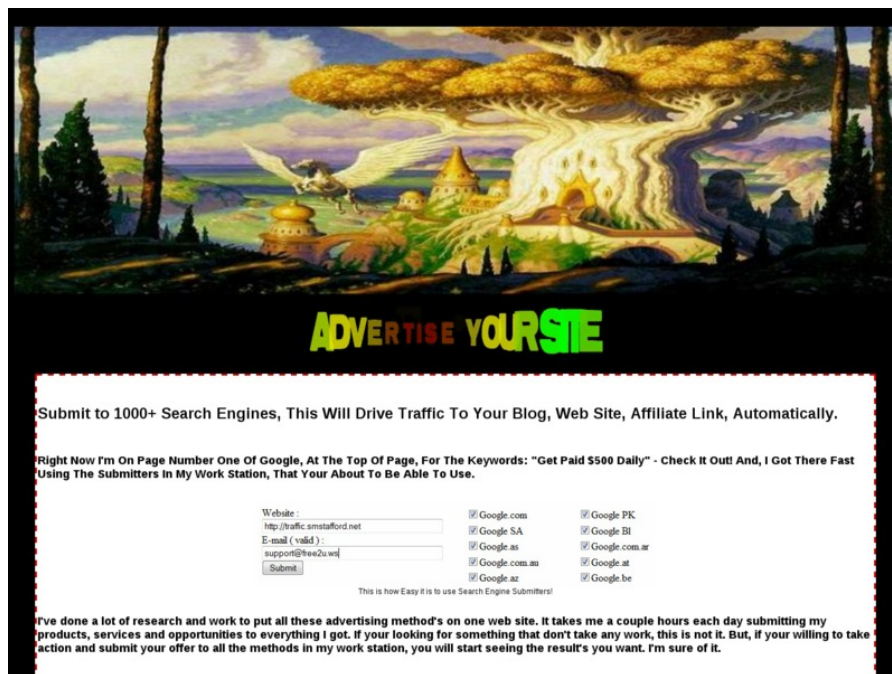 ADVERTISE YOUR SITE
Submit to 1000+ Search Engines, This Will Drive Traffic To Your Blog, Web Site, Affiliate Link, Automatically.
Right Now I'm On Page Number One Of Google, At The Top Of Page, For The Keywords: "Get Paid $500 Daily" - Check It Out! And, I Got There Fast
Using The Submitters In My Work Station, That Your About To Be Able To Use.
Website :
http://traffic.smstafford.net
E-mail ( valid ) :
support@free2u.ws
Submit
Google.com
Google PK
Google SA
Google Bl
Google.as
Google.com.ar
Google.com.au
Google.at
Google.az
Google.be
This is how Easy it is to use Search Engine Submitters!
I've done a lot of research and work to put all these advertising method's on one web site. It takes me a couple hours each day submitting my
products, services and opportunities to everything I got. If your looking for something that don't take any work, this is not it. But, if your willing to take
action and submit your offer to all the methods in my work station, you will start seeing the result's you want. I'm sure of it.